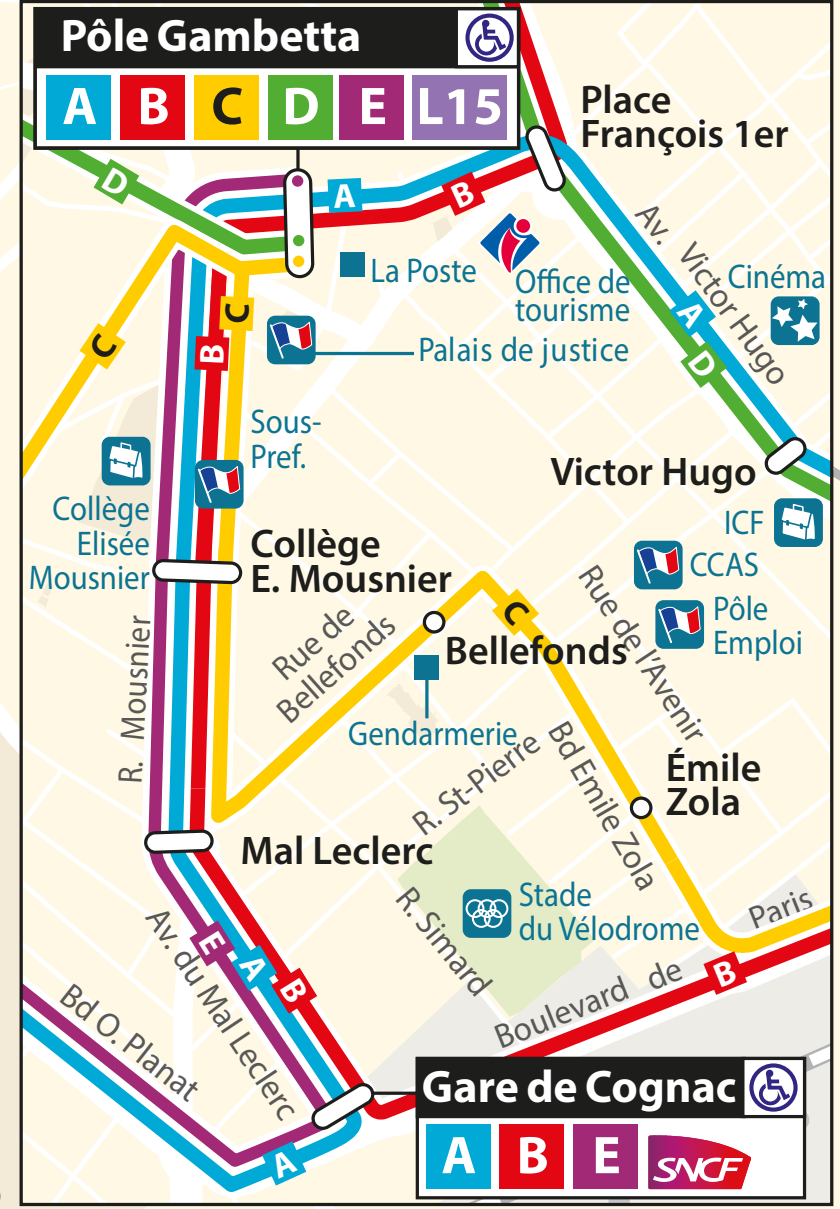 Pôle Gambetta
A B C D E L15
Place
François 1er
D
A
B
La Poste
Office de
tourisme
Av. Victor Hugo
Cinéma
A
D
C
C
B
Palais de justice
Sous-
Pref.
Victor Hugo
Collège
Elisée
Mousnier
ICF
CCAS
Pôle
Emploi
Collège
E. Mousnier
Rue de
Bellefonds
C
Bellefonds
Rue de l'Avenir
R. Mousnier
Gendarmerie
R. St-Pierre
Bd Emile Zola
Émile
Zola
Mal Leclerc
R. Simard
Stade
du Vélodrome
Paris
Boulevard de
B
Av. du Mal Leclerc
E
A
B
Bd O. Planat
A
Gare de Cognac
A B E SNCF